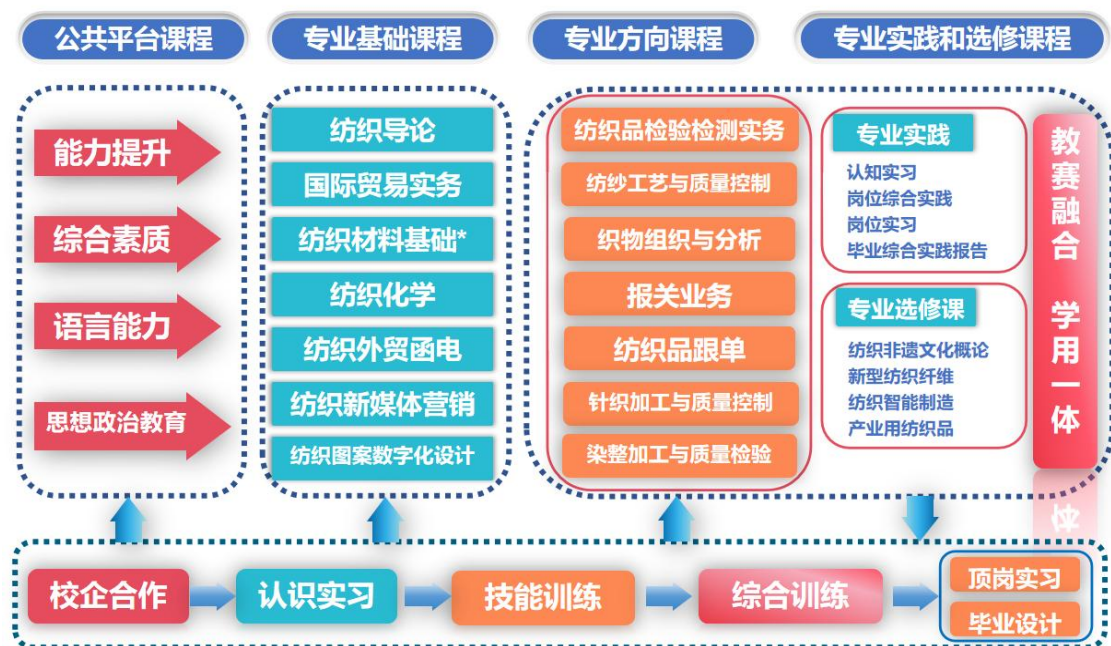 公共平台课程
专业基础课程
专业方向课程
专业实践和选修课程
能力提升
综合素质
语言能力
思想政治教育
纺织导论
国际贸易实务
纺织材料基础*
纺织化学
纺织外贸函电
纺织新媒体营销
纺织图案数字化设计
纺织品检验检测实务
纺纱工艺与质量控制
织物组织与分析
报关业务
纺织品跟单
针织加工与质量控制
染整加工与质量检验
专业实践
认知实习
岗位综合实践
岗位实习
毕业综合实践报告
专业选修课
纺织非遗文化概论
新型纺织纤维
纺织智能制造
产业用纺织品
教赛融合 学用一体
校企合作
认识实习
技能训练
综合训练
顶岗实习
毕业设计